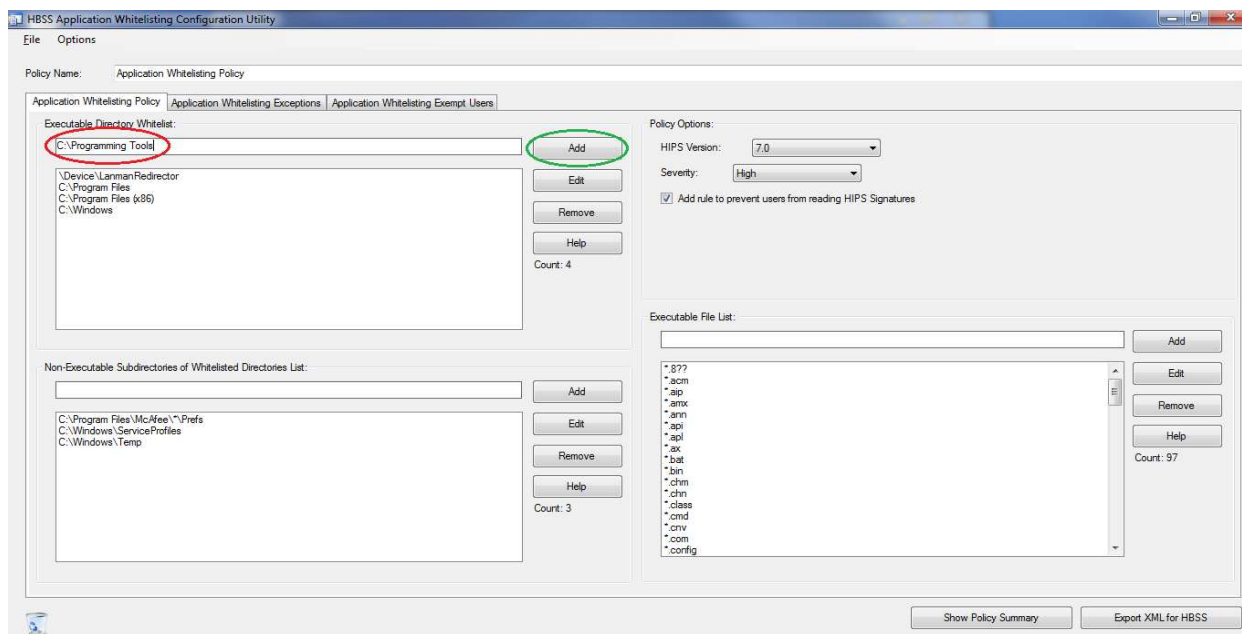 HBSS Application Whitelisting Configuration Utility
File Options
Policy Name: Application Whitelisting Policy
Application Whitelisting Policy Application Whitelisting Exceptions Application Whitelisting Exempt Users
Executable Directory Whitelist:
C:\Programming Tools
Add
\Device\LanmanRedirector
C:\Program Files
C:\Program Files (x86)
C:\Windows
Edit
Remove
Help
Count: 4
Non-Executable Subdirectories of Whitelisted Directories List:
Add
C:\Program Files\McAfee\*\Prefs
C:\Windows\ServiceProfiles
C:\Windows\Temp
Edit
Remove
Help
Count: 3
Policy Options:
HIPS Version: 7.0
Severity: High
Add rule to prevent users from reading HIPS Signatures
Executable File List:
Add
*.8??
*.acm
*.aip
*.amx
*.ann
*.api
*.apl
*.ax
*.bat
*.bin
*.chm
*.chn
*.class
*.cmd
*.cnv
*.com
*.config
Edit
Remove
Help
Count: 97
Show Policy Summary
Export XML for HBSS